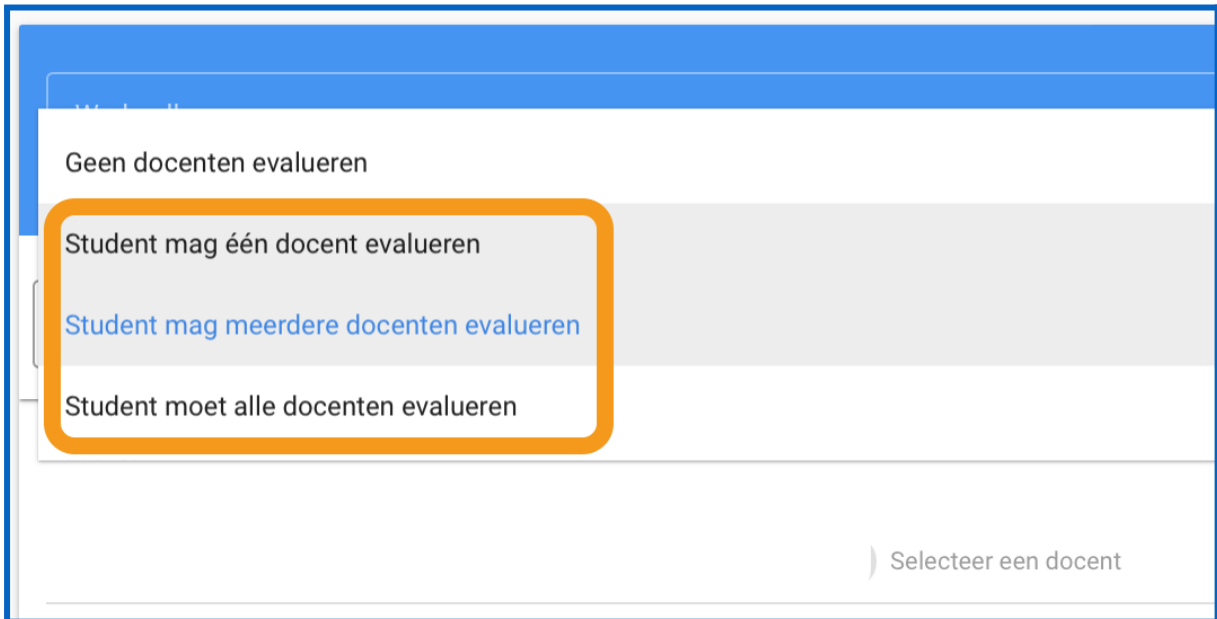 Geen docenten evalueren
Student mag één docent evalueren
Student mag meerdere docenten evalueren
Student moet alle docenten evalueren
Selecteer een docent